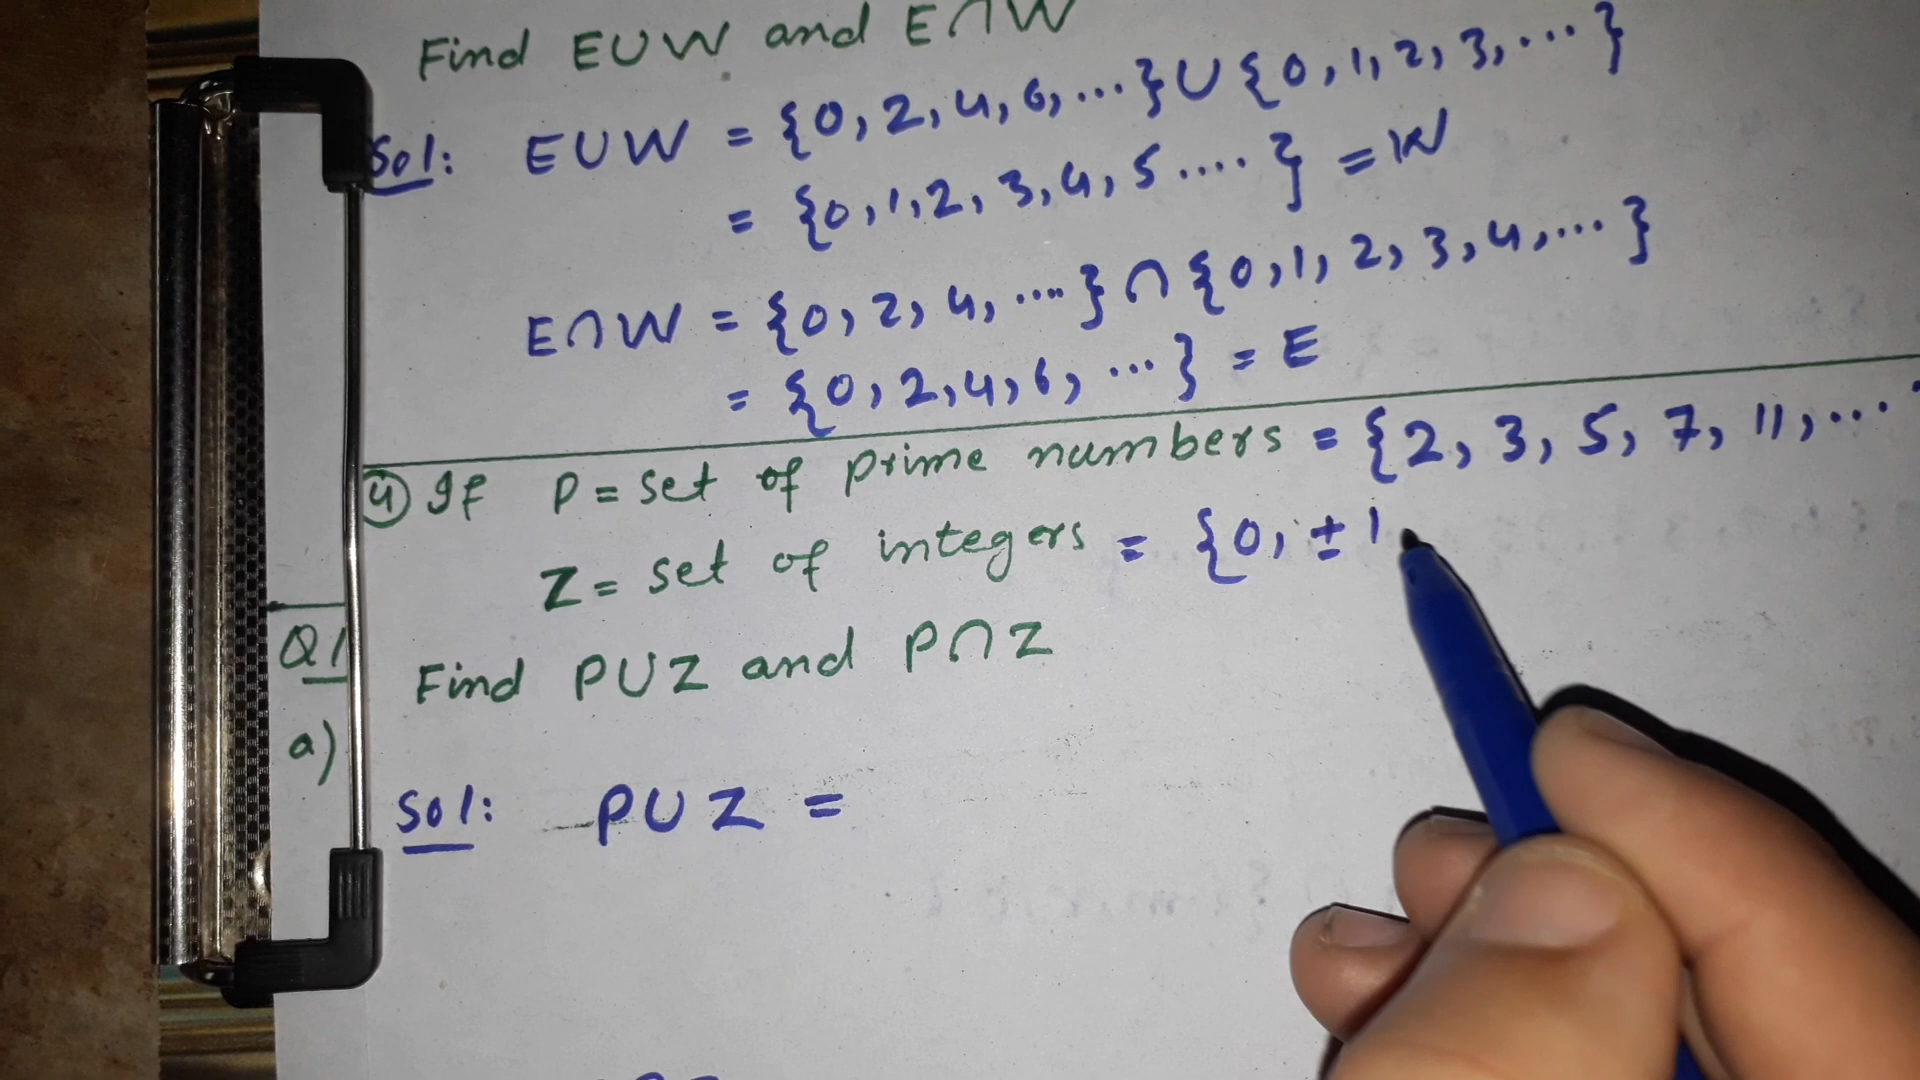 Find EUW and E∩W
Sol: EUW = {0, 2, 4, 6, ...} U {0, 1, 2, 3, ...}
= {0, 1, 2, 3, 4, 5 ....} = W
E∩W = {0, 2, 4, ....} ∩ {0, 1, 2, 3, 4, ...}
= {0, 2, 4, 6, ...} = E
④ If P = set of prime numbers = {2, 3, 5, 7, 11, ...
Z = set of integers = {0, ± 1
Q1
Find PUZ and P∩Z
a)
Sol: PUZ =